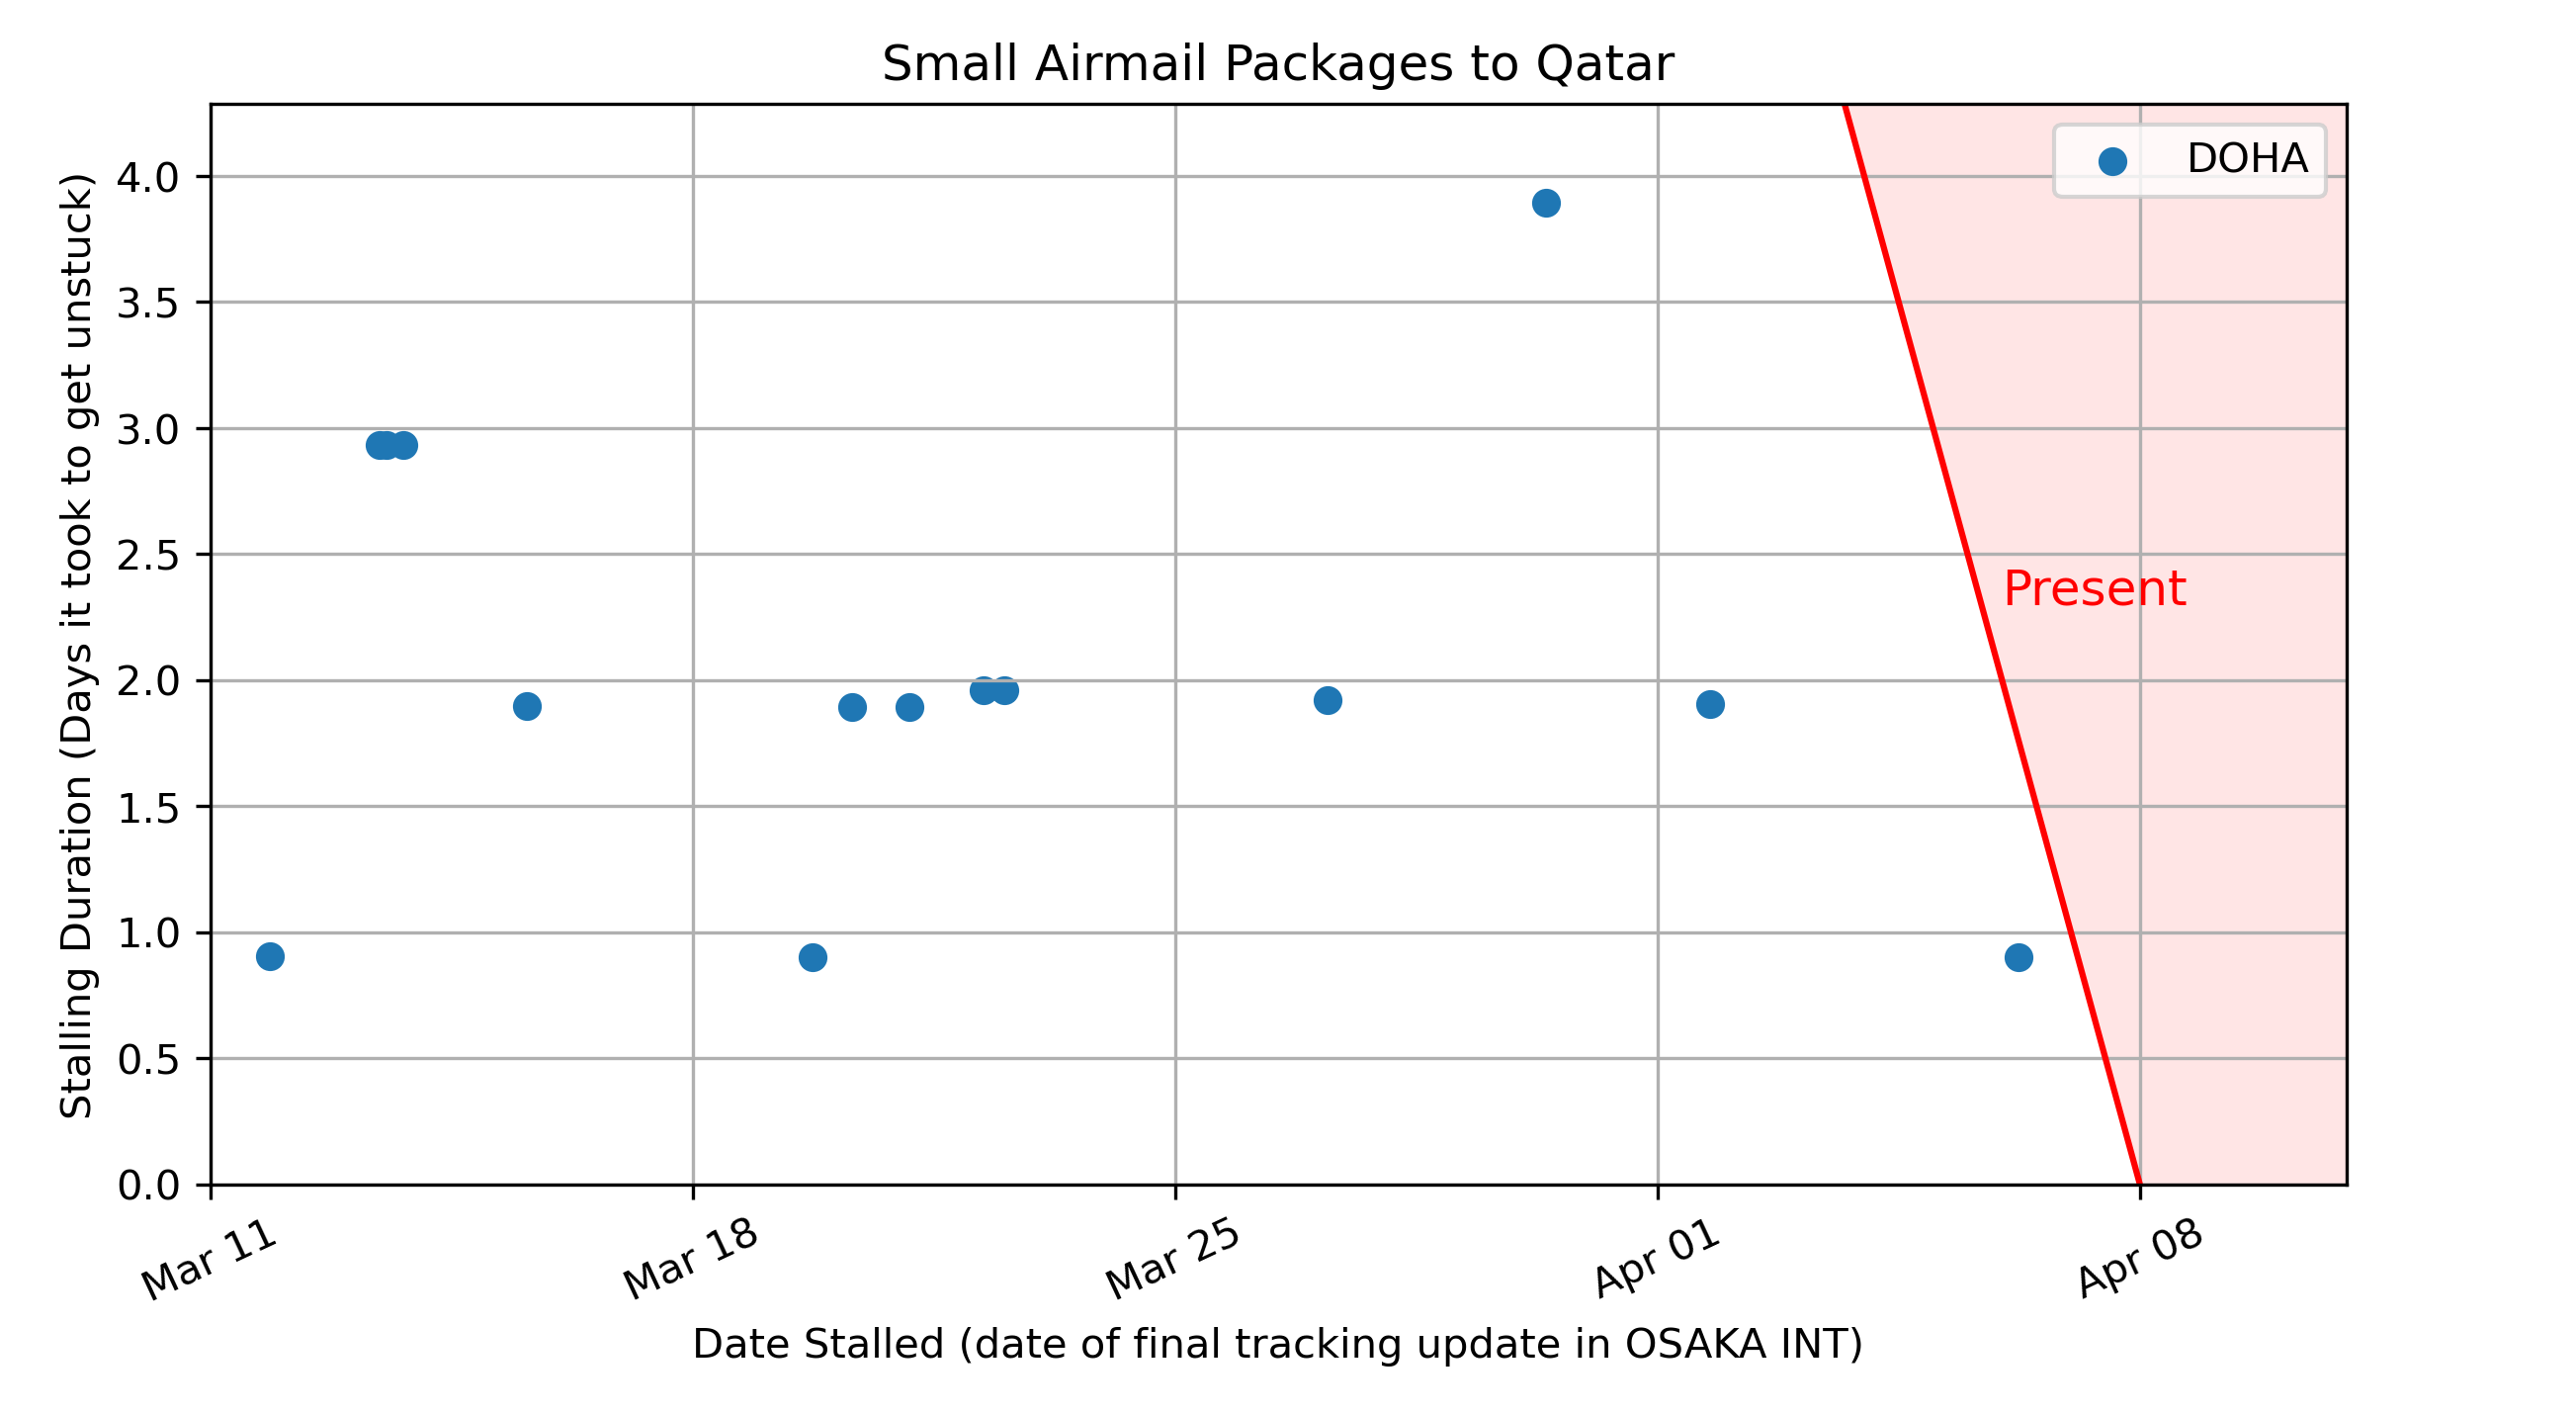 Small Airmail Packages to Qatar
DOHA
Present
Stalling Duration (Days it took to get unstuck)
4.0
3.5
3.0
2.5
2.0
1.5
1.0
0.5
0.0
Mar 11
Mar 18
Mar 25
Apr 01
Apr 08
Date Stalled (date of final tracking update in OSAKA INT)